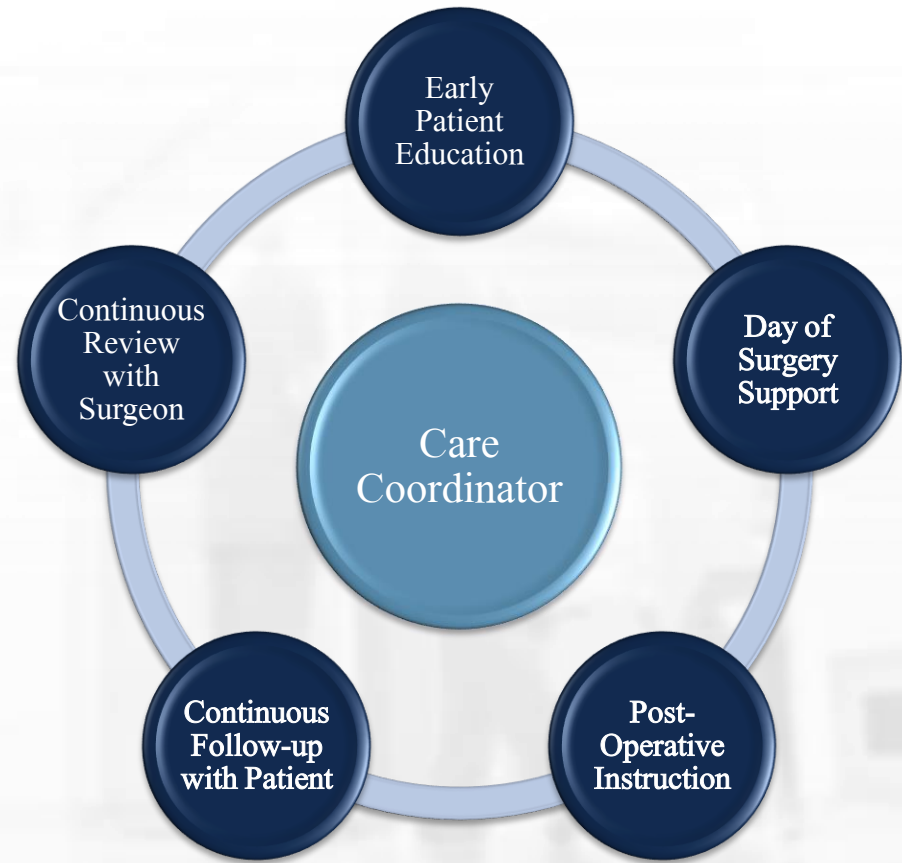 Early
Patient
Education
Day of
Surgery
Support
Post-
Operative
Instruction
Continuous
Follow-up
with Patient
Continuous
Review
with
Surgeon
Care
Coordinator